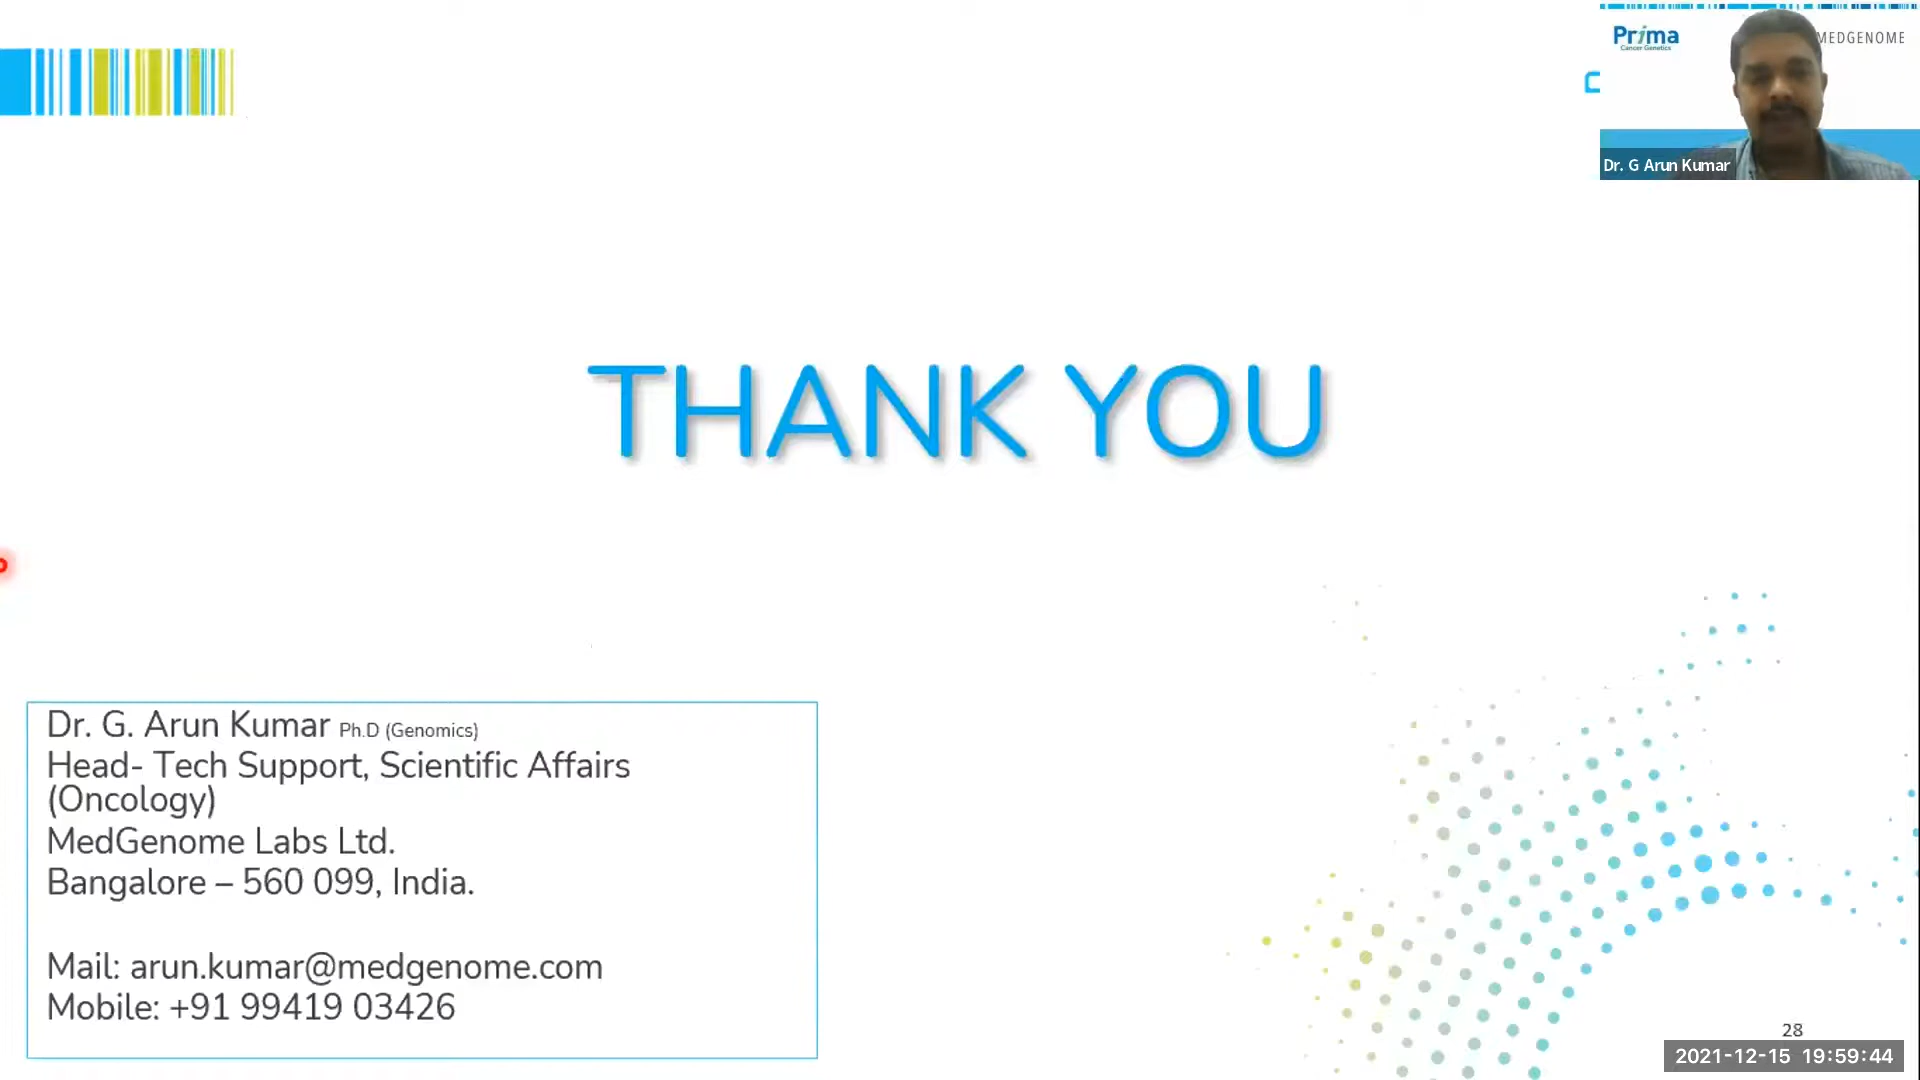 Prima
Cancer Genetics
MEDGENOME
Dr. G Arun Kumar
THANK YOU
Dr. G. Arun Kumar Ph.D (Genomics)
Head- Tech Support, Scientific Affairs
(Oncology)
MedGenome Labs Ltd.
Bangalore – 560 099, India.
Mail: arun.kumar@medgenome.com
Mobile: +91 99419 03426
28
2021-12-15 19:59:44